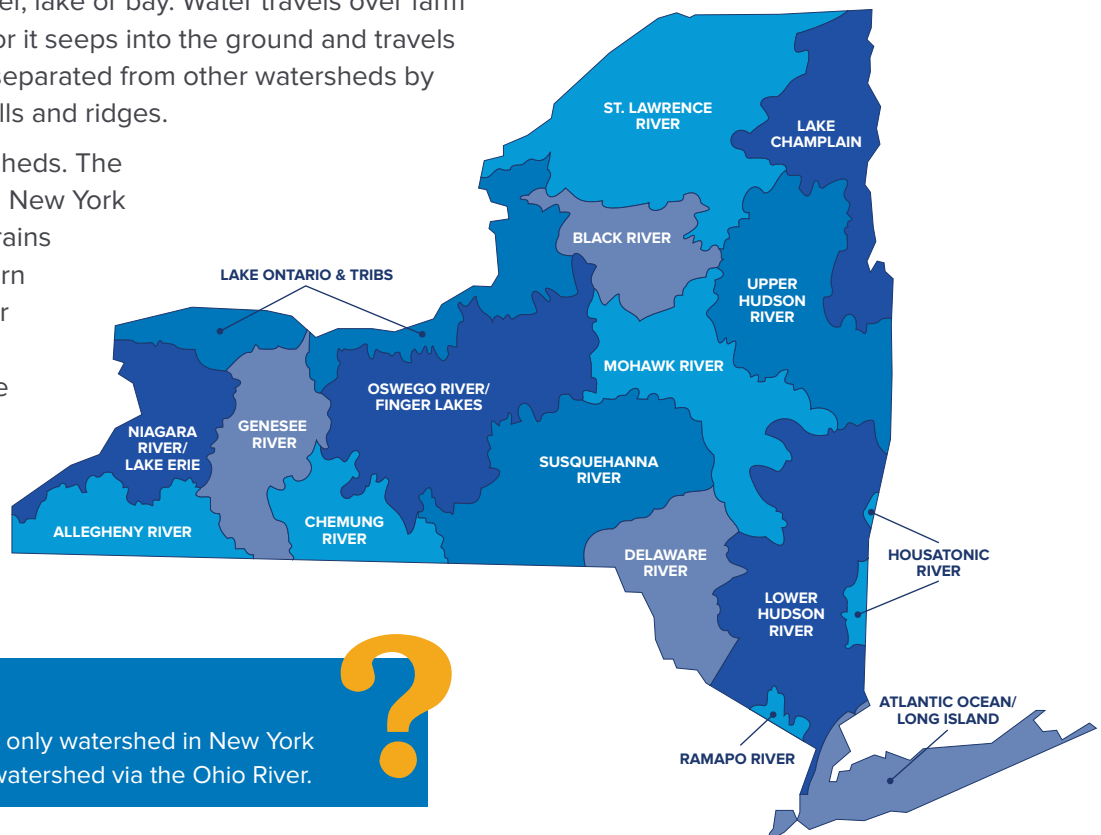 lake or bay. Water travels over farm
or it seeps into the ground and travels
separated from other watersheds by
and ridges.
The
New York
LAKE ONTARIO & TRIBS
ST. LAWRENCE
RIVER
LAKE
CHAMPLAIN
BLACK RIVER
UPPER
HUDSON
RIVER
MOHAWK RIVER
OSWEGO RIVER/
FINGER LAKES
GENESEE
RIVER
NIAGARA
RIVER/
LAKE ERIE
SUSQUEHANNA
RIVER
ALLEGHENY RIVER
CHEMUNG
RIVER
DELAWARE
RIVER
HOUSATONIC
RIVER
LOWER
HUDSON
RIVER
ATLANTIC OCEAN/
LONG ISLAND
RAMAPO RIVER
?
only watershed in New York
watershed via the Ohio River.